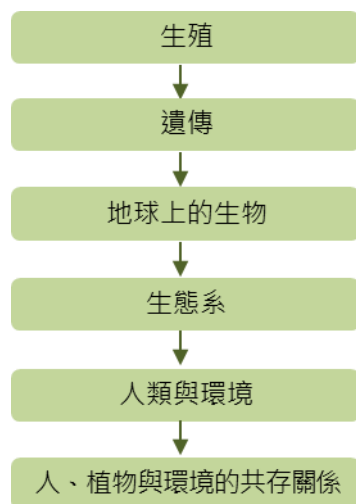 生殖
遺傳
地球上的生物
生態系
人類與環境
人、植物與環境的共存關係